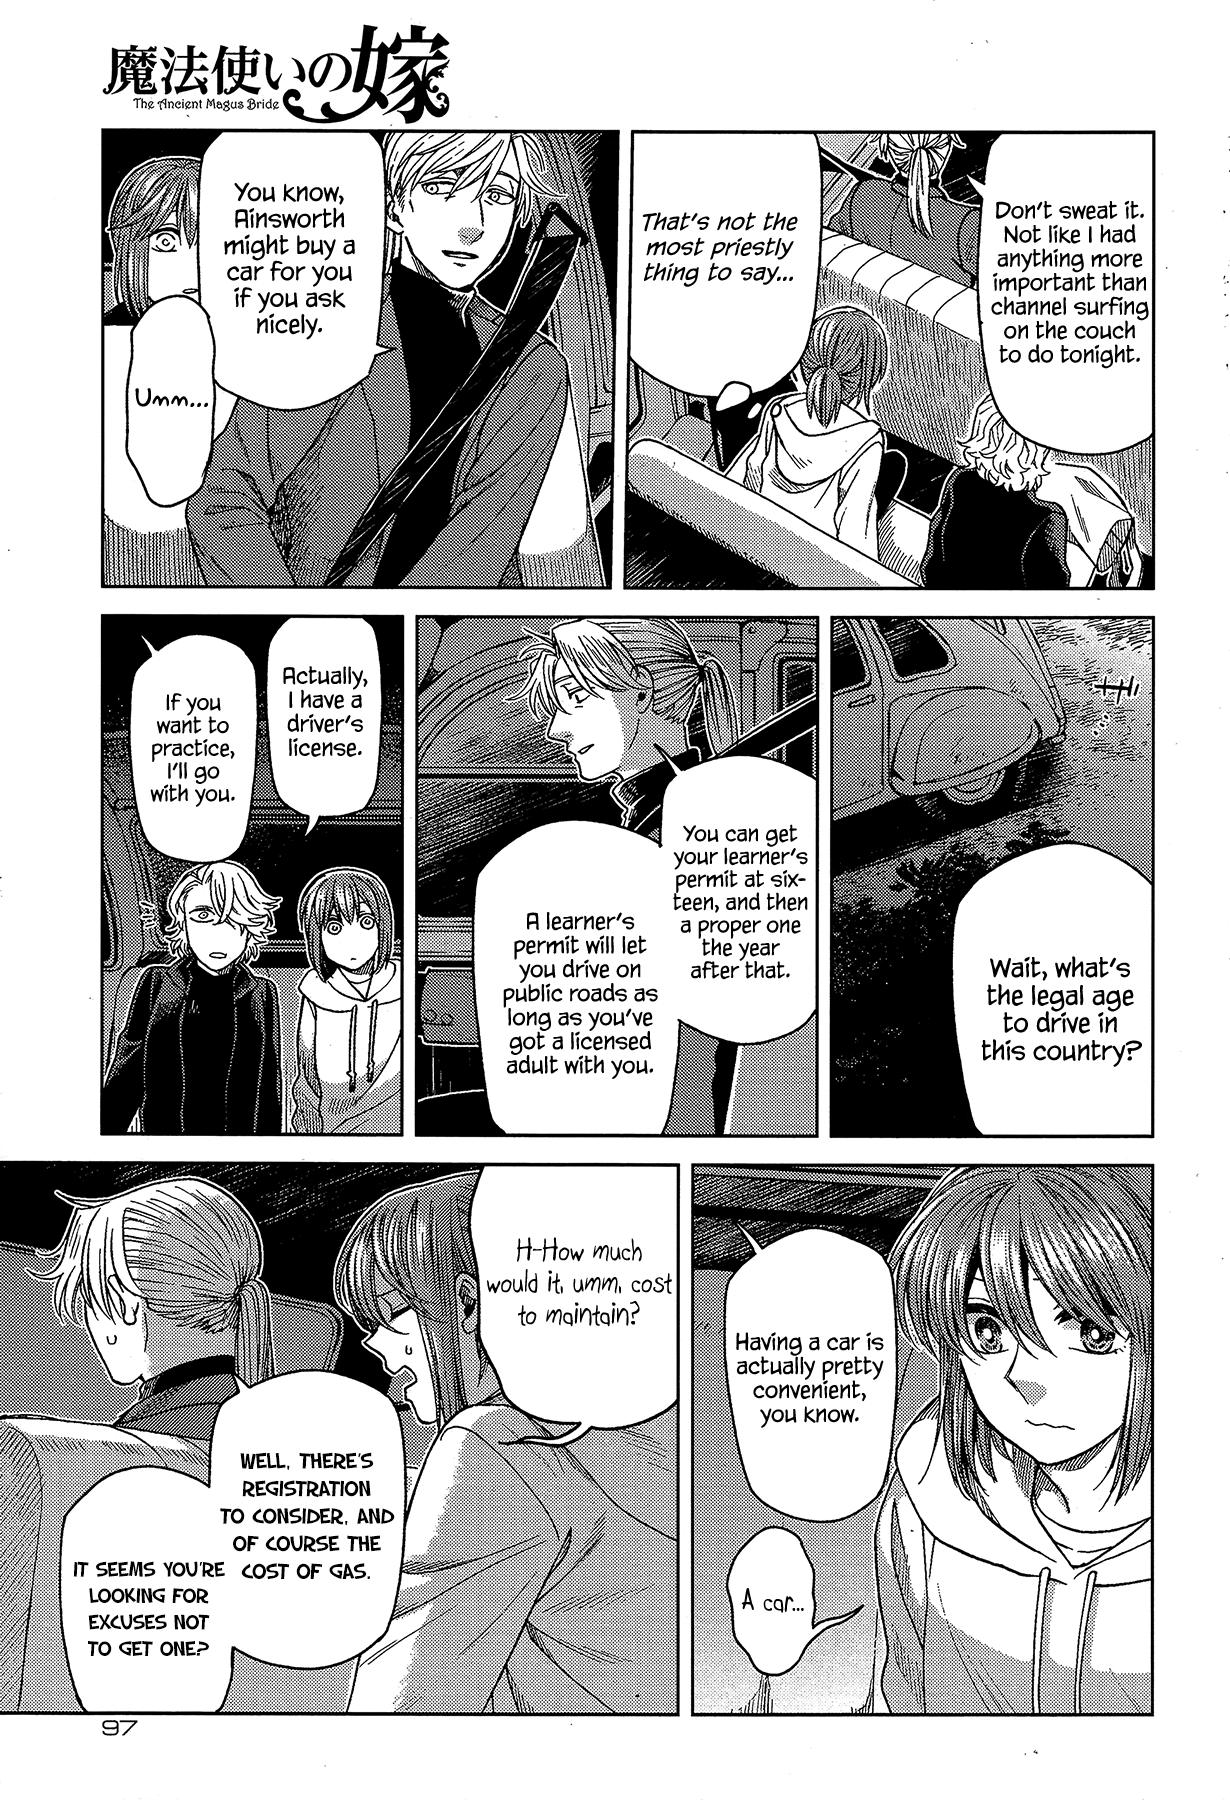 魔法使いの嫁
The Ancient Magus Bride
Don't sweat it.
Not like I had
anything more
important than
channel surfing
on the couch
to do tonight.
That's not the
most priestly
thing to say...
You know,
Ainsworth
might buy a
car for you
if you ask
nicely.
Umm...
Wait, what's
the legal age
to drive in
this country?
You can get
your learner's
permit at six-
teen, and then
a proper one
the year
after that.
A learner's
permit will let
you drive on
public roads as
long as you've
got a licensed
adult with you.
Actually,
I have a
driver's
license.
If you
want to
practice,
I'll go
with you.
Having a car is
actually pretty
convenient,
you know.
A car...
H-How much
would it, umm, cost
to maintain?
WELL, THERE'S
REGISTRATION
TO CONSIDER, AND
OF COURSE THE
COST OF GAS.
IT SEEMS YOU'RE
LOOKING FOR
EXCUSES NOT
TO GET ONE?
97